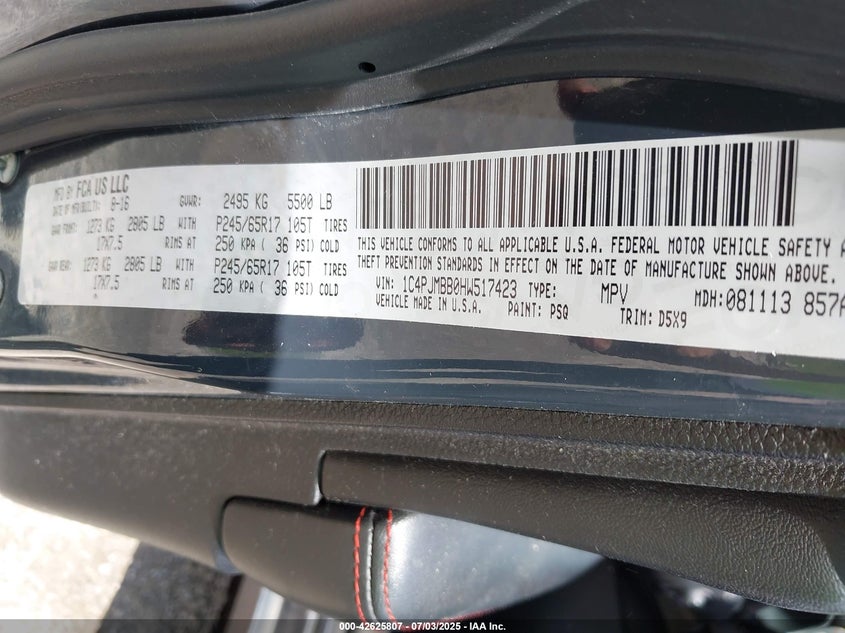 MFD BY FCA US LLC
DATE OF MFR/BUILT: 8-16
GVWR: 2495 KG 5500 LB
GAWR FRONT: 1273 KG 2805 LB WITH P245/65R17 105T TIRES
17X7.5 RIMS AT 250 KPA ( 36 PSI) COLD
GAWR REAR: 1273 KG 2805 LB WITH P245/65R17 105T TIRES
17X7.5 RIMS AT 250 KPA ( 36 PSI) COLD
THIS VEHICLE CONFORMS TO ALL APPLICABLE U.S.A. FEDERAL MOTOR VEHICLE SAFETY
THEFT PREVENTION STANDARDS IN EFFECT ON THE DATE OF MANUFACTURE SHOWN ABOVE.
VIN: 1C4PJMBB0HW517423 TYPE: MPV MDH: 081113 857A
VEHICLE MADE IN U.S.A. PAINT: PSQ TRIM: D5X9
000-42625807 - 07/03/2025 - IAA Inc.